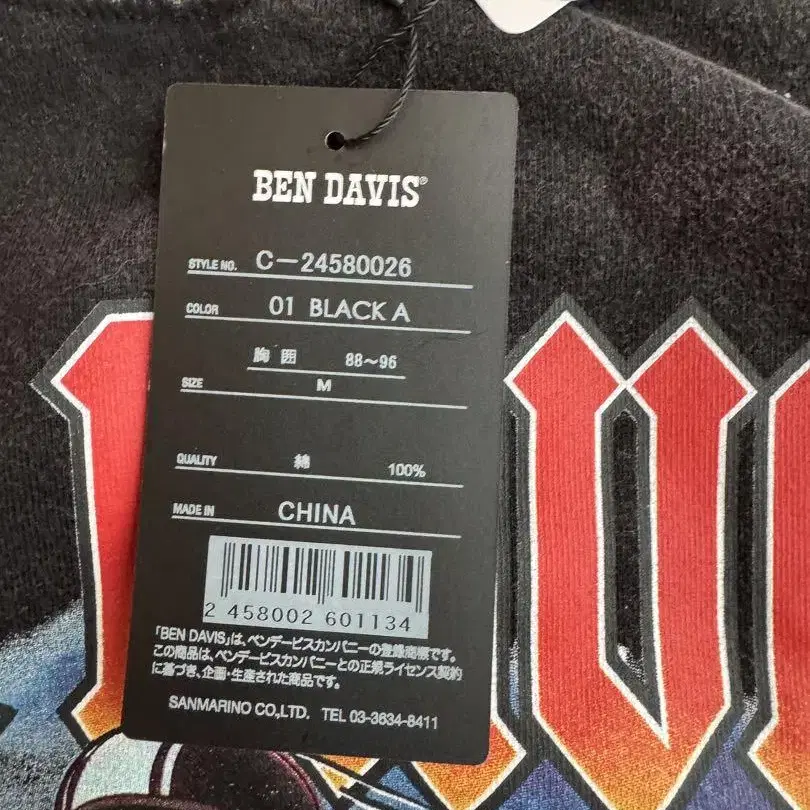 BEN DAVIS®
STYLE NO. C-24580026
COLOR 01 BLACK A
胸囲 88~96
SIZE M
QUALITY 綿 100%
MADE IN CHINA
2 458002 601134
「BEN DAVIS」は、ベンデービスカンパニーの登録商標です。
この商品は、ベンデービスカンパニーとの正規ライセンス契約
に基づき、企画・生産された商品です。
SANMARINO CO.,LTD. TEL 03-3634-8411